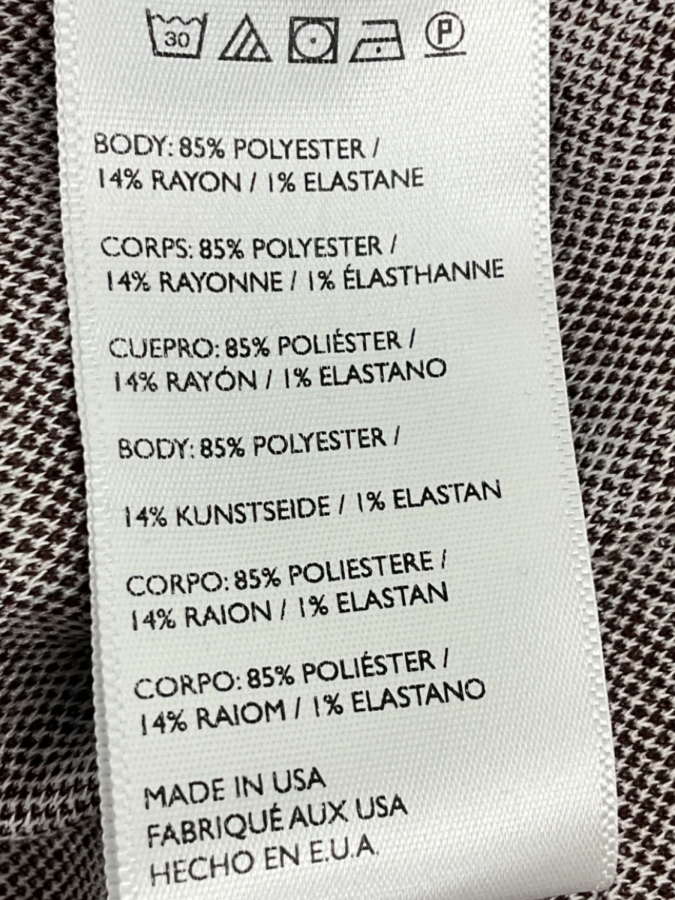 30
P
BODY: 85% POLYESTER /
14% RAYON / 1% ELASTANE
CORPS: 85% POLYESTER /
14% RAYONNE / 1% ÉLASTHANNE
CUEPRO: 85% POLIÉSTER /
14% RAYÓN / 1% ELASTANO
BODY: 85% POLYESTER /
14% KUNSTSEIDE / 1% ELASTAN
CORPO: 85% POLIESTERE /
14% RAION / 1% ELASTAN
CORPO: 85% POLIÉSTER /
14% RAIOM / 1% ELASTANO
MADE IN USA
FABRIQUÉ AUX USA
HECHO EN E.U.A.